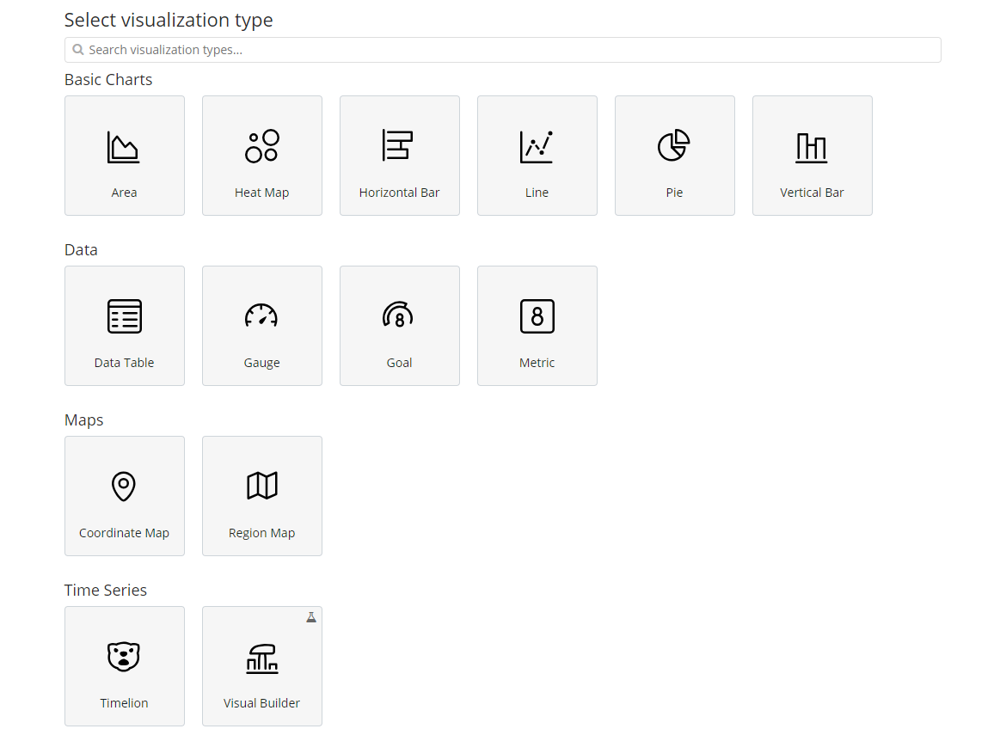 Select visualization type
Search visualization types...
Basic Charts
Area
Heat Map
Horizontal Bar
Line
Pie
Vertical Bar
Data
Data Table
Gauge
8
Goal
8
Metric
Maps
Coordinate Map
Region Map
Time Series
Timelion
Visual Builder